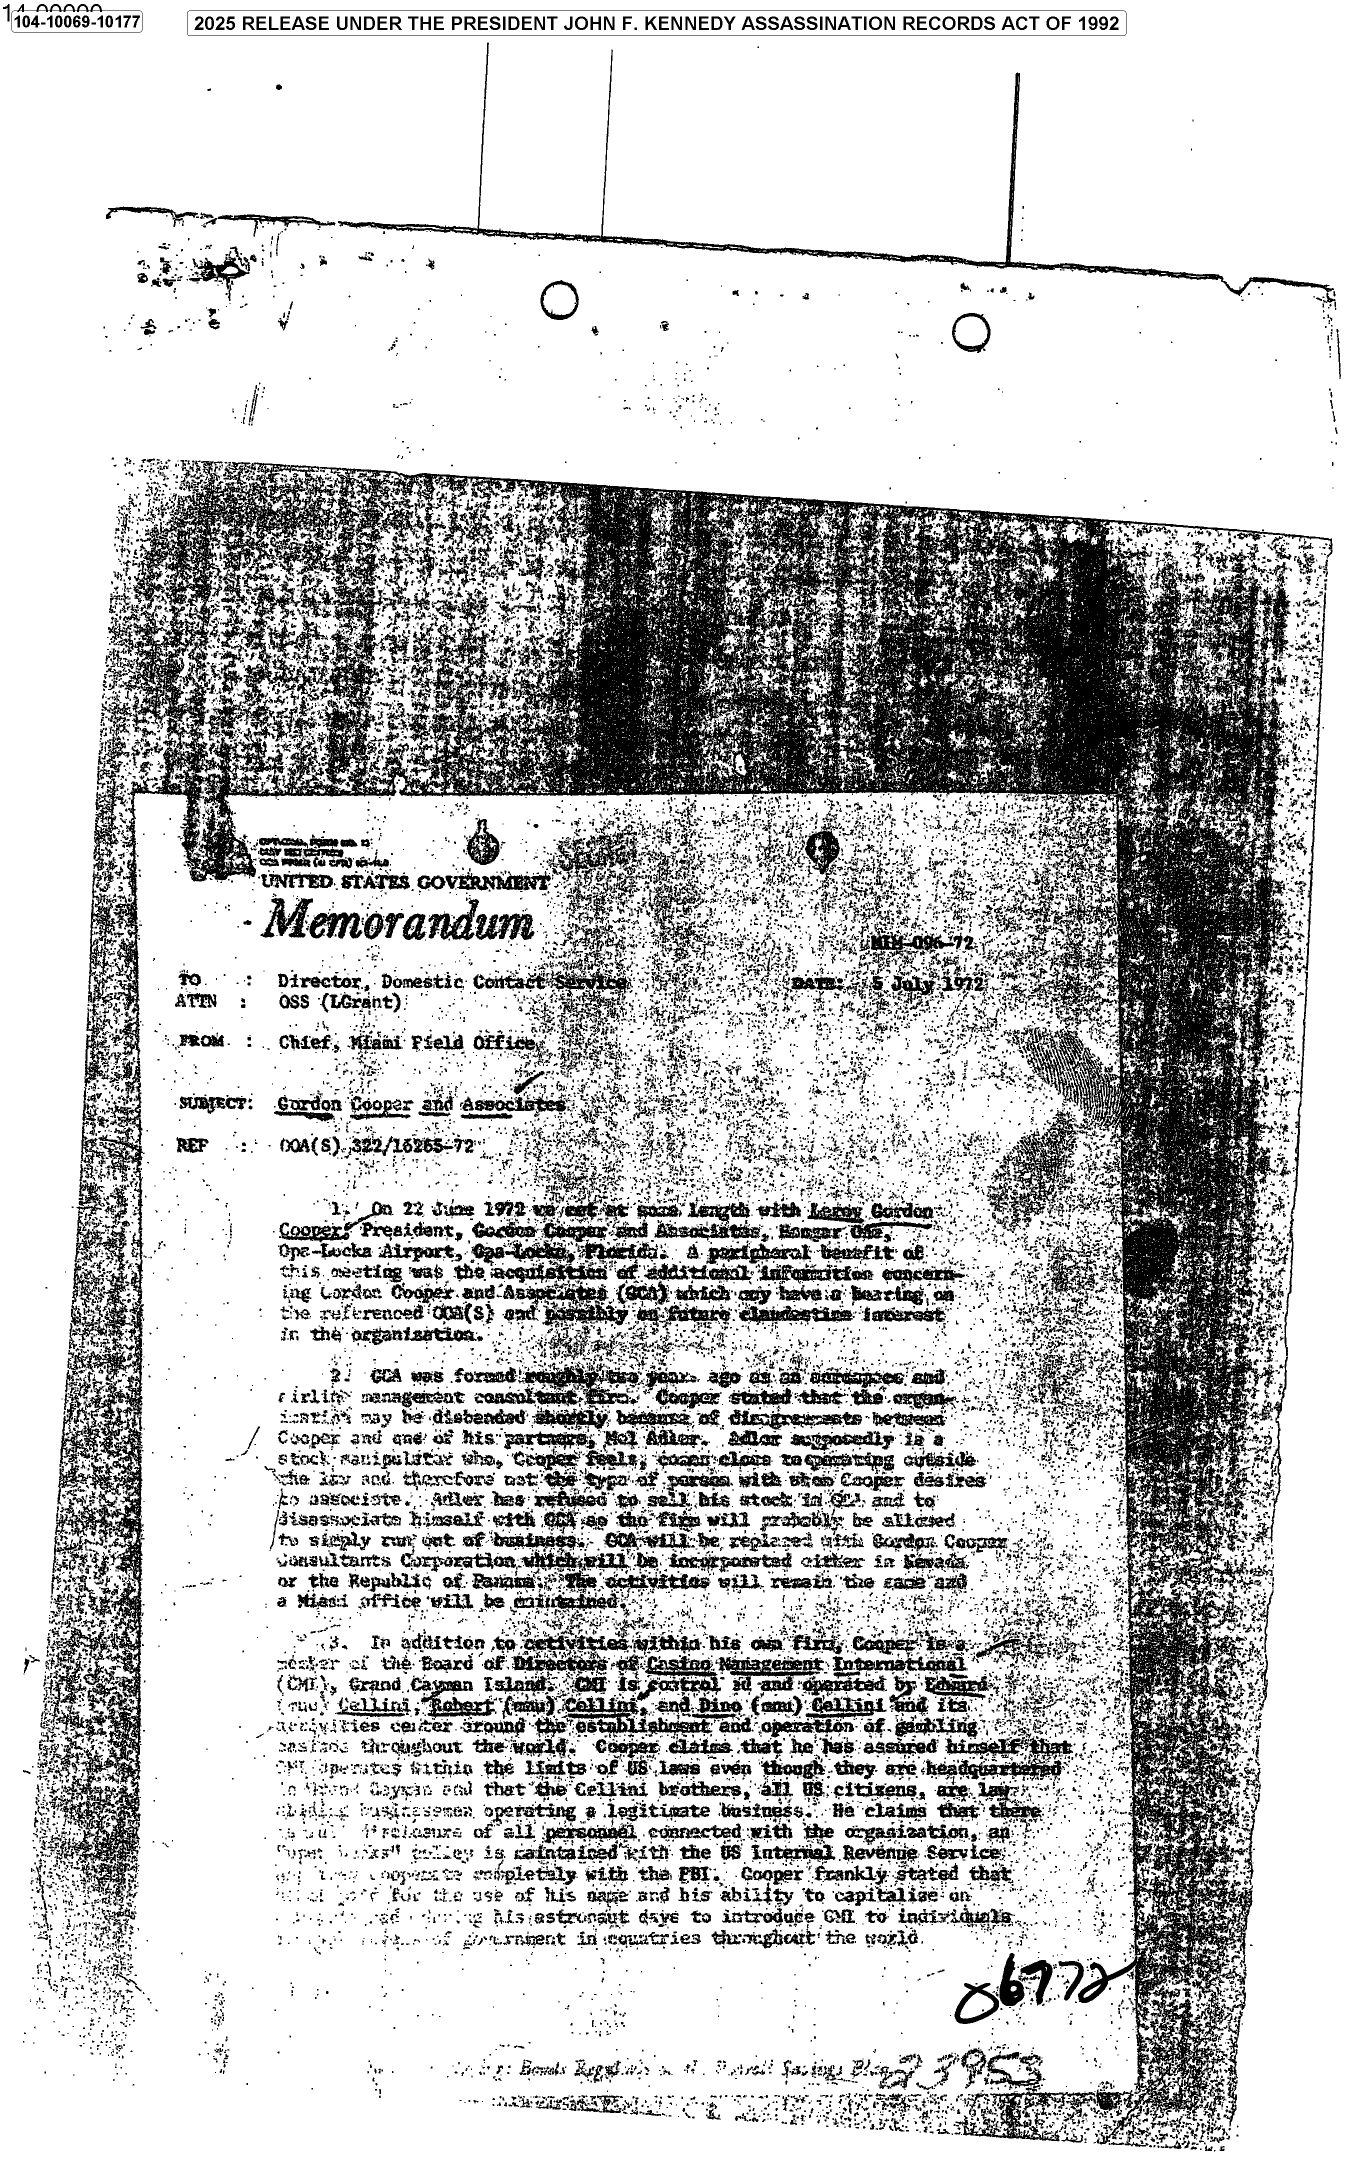 104-10069-10177
2025 RELEASE UNDER THE PRESIDENT JOHN F. KENNEDY ASSASSINATION RECORDS ACT OF 1992
UNITED STATES GOVERNMENT
Memorandum
MIM-096-72
TO : Director, Domestic Contact Service DATE: 5 July 1972
ATTN : OSS (LGrant)
FROM : Chief, Miami Field Office
SUBJECT: Gordon Cooper and Associates
REF : OOA(S) 322/16265-72
1. On 22 June 1972 we met at some length with Leroy Gordon
Cooper, President, Gordon Cooper and Associates, Hangar One,
Opa-Locka Airport, Opa-Locka, Florida. A peripheral benefit of
this meeting was the acquisition of additional information concern-
ing Gordon Cooper and Associates (GCA) which may have a bearing on
the referenced OOA(S) and possibly on future clandestine interest
in the organization.
2. GCA was formed roughly two years ago as an aerospace and
airline management consultant firm. Cooper stated that the organ-
ization may be disbanded shortly because of disagreements between
Cooper and one of his partners, Mel Adler. Adler supposedly is a
stock manipulator who, Cooper feels, comes close to operating outside
the law and therefore not the type of person with whom Cooper desires
to associate. Adler has refused to sell his stock in GCA and to
disassociate himself with GCA so the firm will probably be allowed
to simply run out of business. GCA will be replaced with Gordon Cooper
Consultants Corporation which will be incorporated either in Nevada
or the Republic of Panama. The activities will remain the same and
a Miami office will be maintained.
3. In addition to activities within his own firm, Cooper is a
member of the Board of Directors of Casino Management International
(CMI), Grand Cayman Island. CMI is controlled and operated by Edward
(nmu) Cellini, Robert (nmu) Cellini, and Dino (nmu) Cellini and its
activities center around the establishment and operation of gambling
casinos throughout the world. Cooper claims that he has assured himself that
CMI operates within the limits of US laws even though they are headquartered
in Grand Cayman and that the Cellini brothers, all US citizens, are law
abiding businessmen operating a legitimate business. He claims that there
disclosure of all personnel connected with the organization, an
policy is maintained with the US Internal Revenue Service
and they cooperate completely with the FBI. Cooper frankly stated that
for the use of his name and his ability to capitalize on
during his astronaut days to introduce CMI to individuals
of government in countries throughout the world.
86772
Bonds Payroll Savings Plan
23953